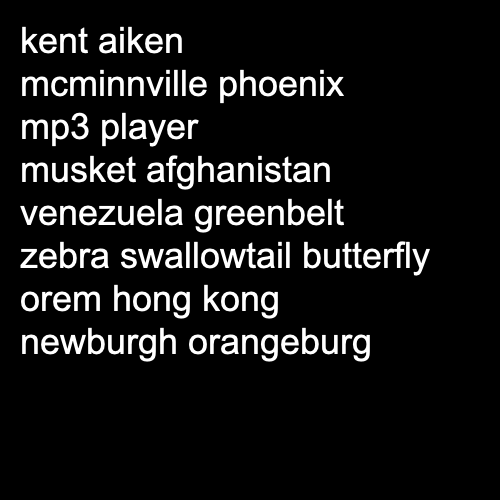 kent aiken
mcminnville phoenix
mp3 player
musket afghanistan
venezuela greenbelt
zebra swallowtail butterfly
orem hong kong
newburgh orangeburg